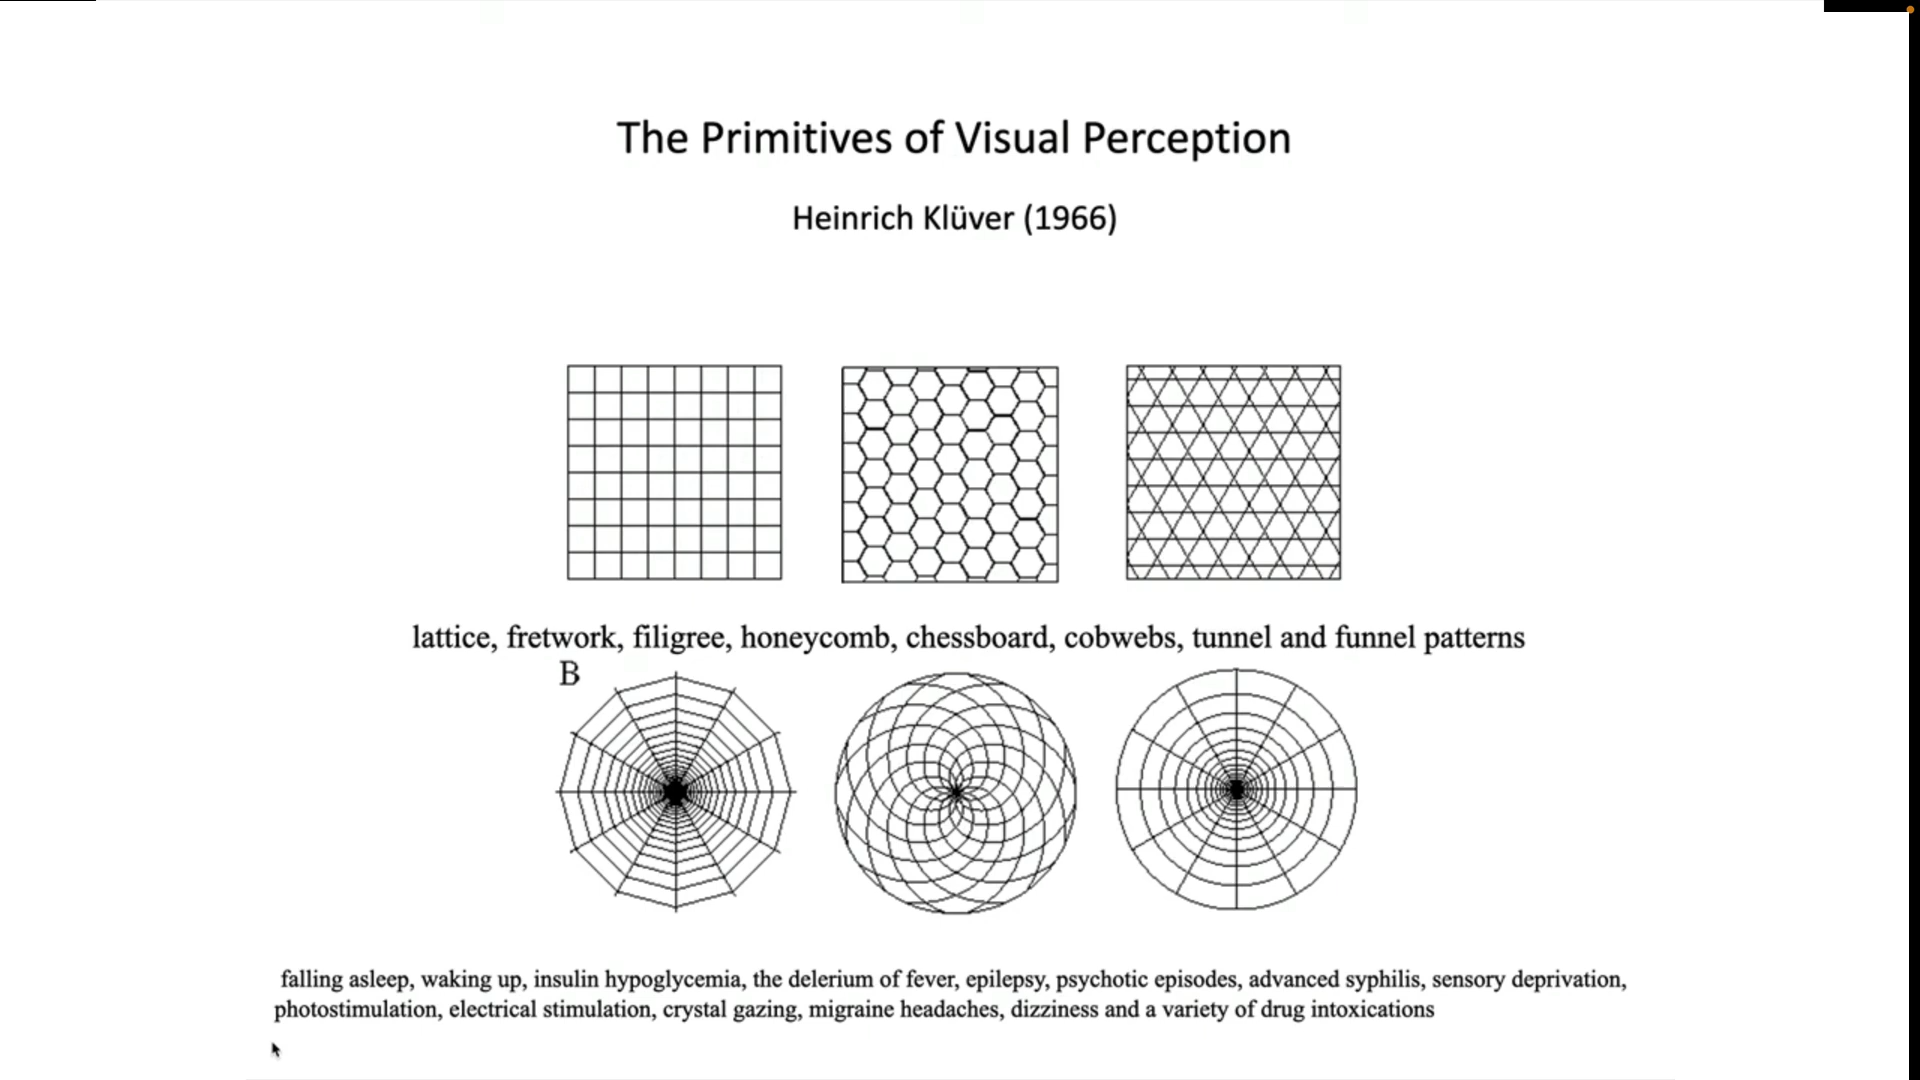 The Primitives of Visual Perception
Heinrich Klüver (1966)
lattice, fretwork, filigree, honeycomb, chessboard, cobwebs, tunnel and funnel patterns
B
falling asleep, waking up, insulin hypoglycemia, the delerium of fever, epilepsy, psychotic episodes, advanced syphilis, sensory deprivation,
photostimulation, electrical stimulation, crystal gazing, migraine headaches, dizziness and a variety of drug intoxications